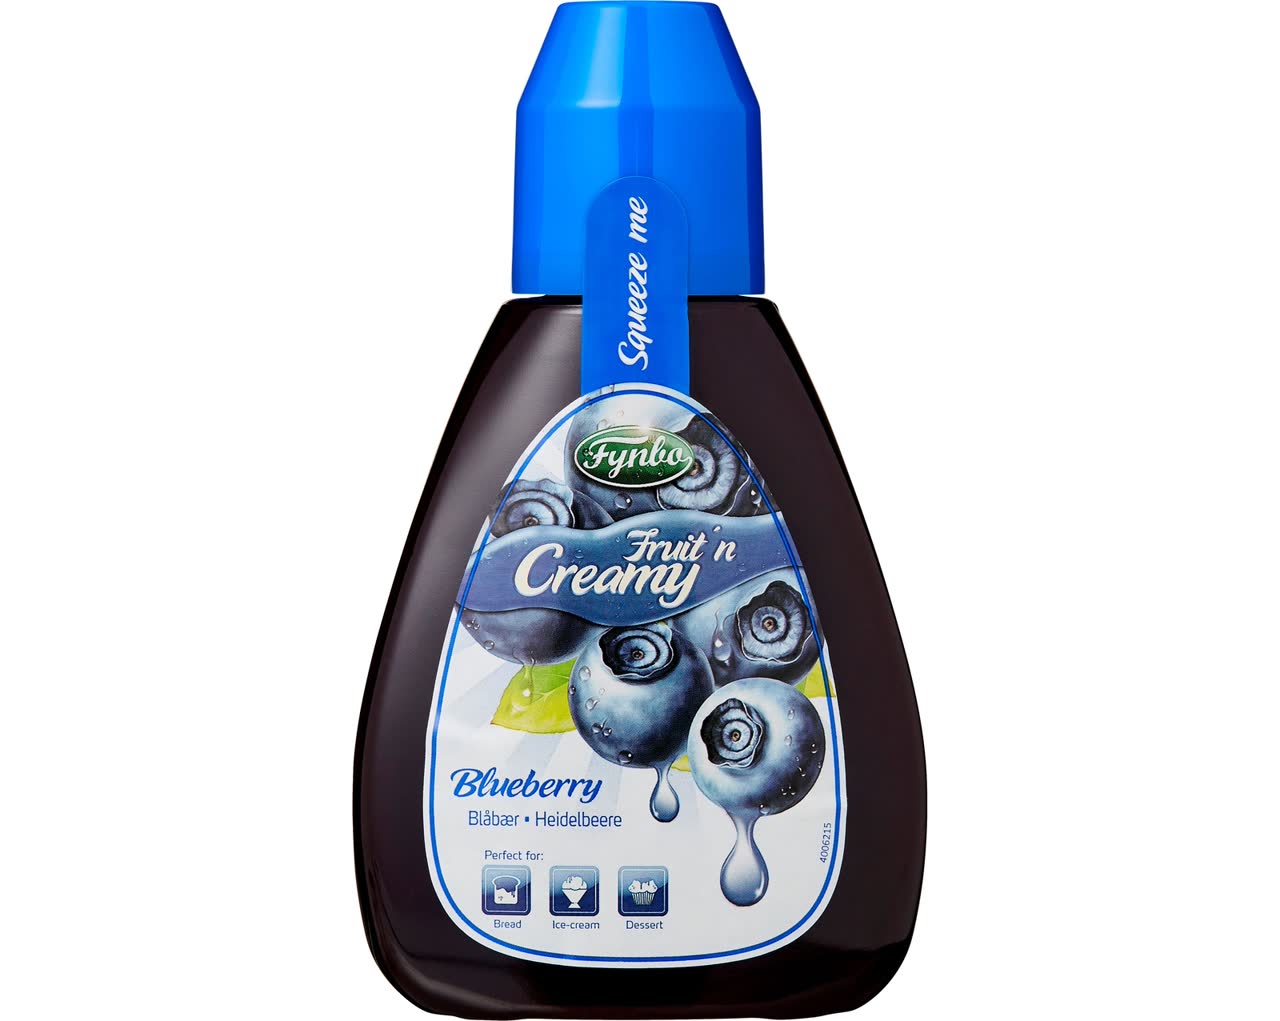 Squeeze me
Fynbo
Fruit 'n
Creamy
Blueberry
Blåbær • Heidelbeere
4006215
Perfect for:
Bread Ice-cream Dessert